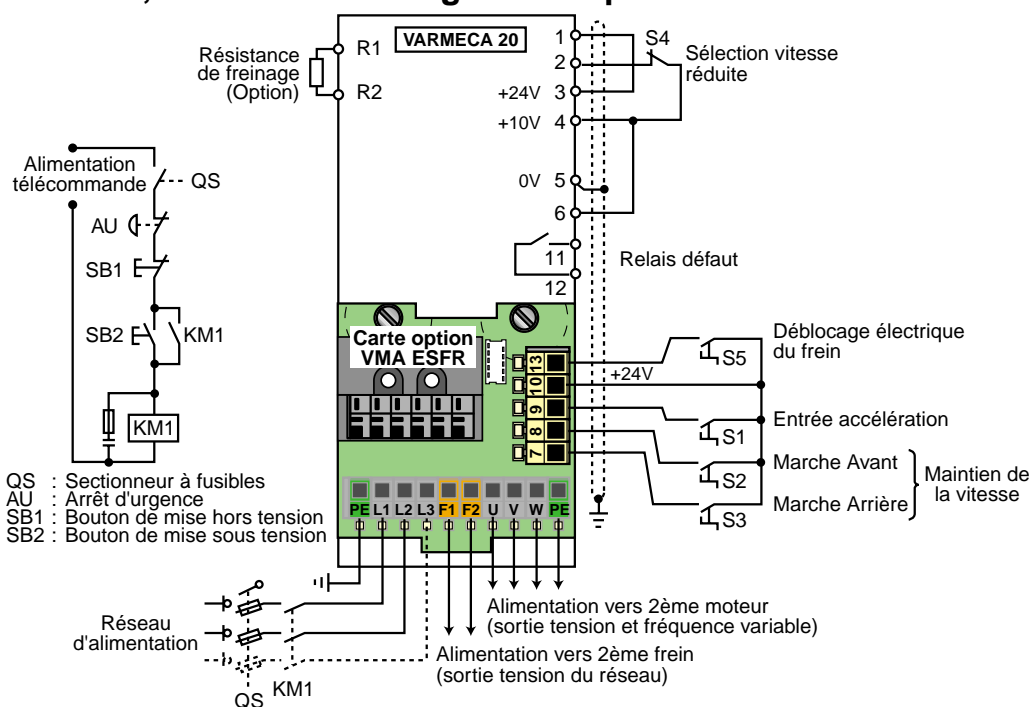 VARMECA 20
R1
R2
Résistance
de freinage
(Option)
1
2
+24V 3
+10V 4
0V 5
6
11
12
S4
Sélection vitesse
réduite
Relais défaut
Alimentation
télécommande
QS
AU
SB1
SB2
KM1
KM1
QS : Sectionneur à fusibles
AU : Arrêt d'urgence
SB1 : Bouton de mise hors tension
SB2 : Bouton de mise sous tension
Carte option
VMA ESFR
13
10
9
8
7
+24V
S5
S1
S2
S3
Déblocage électrique
du frein
Entrée accélération
Marche Avant
Marche Arrière
Maintien de
la vitesse
PE L1 L2 L3 F1 F2 U V W PE
Réseau
d'alimentation
QS
KM1
Alimentation vers 2ème moteur
(sortie tension et fréquence variable)
Alimentation vers 2ème frein
(sortie tension du réseau)